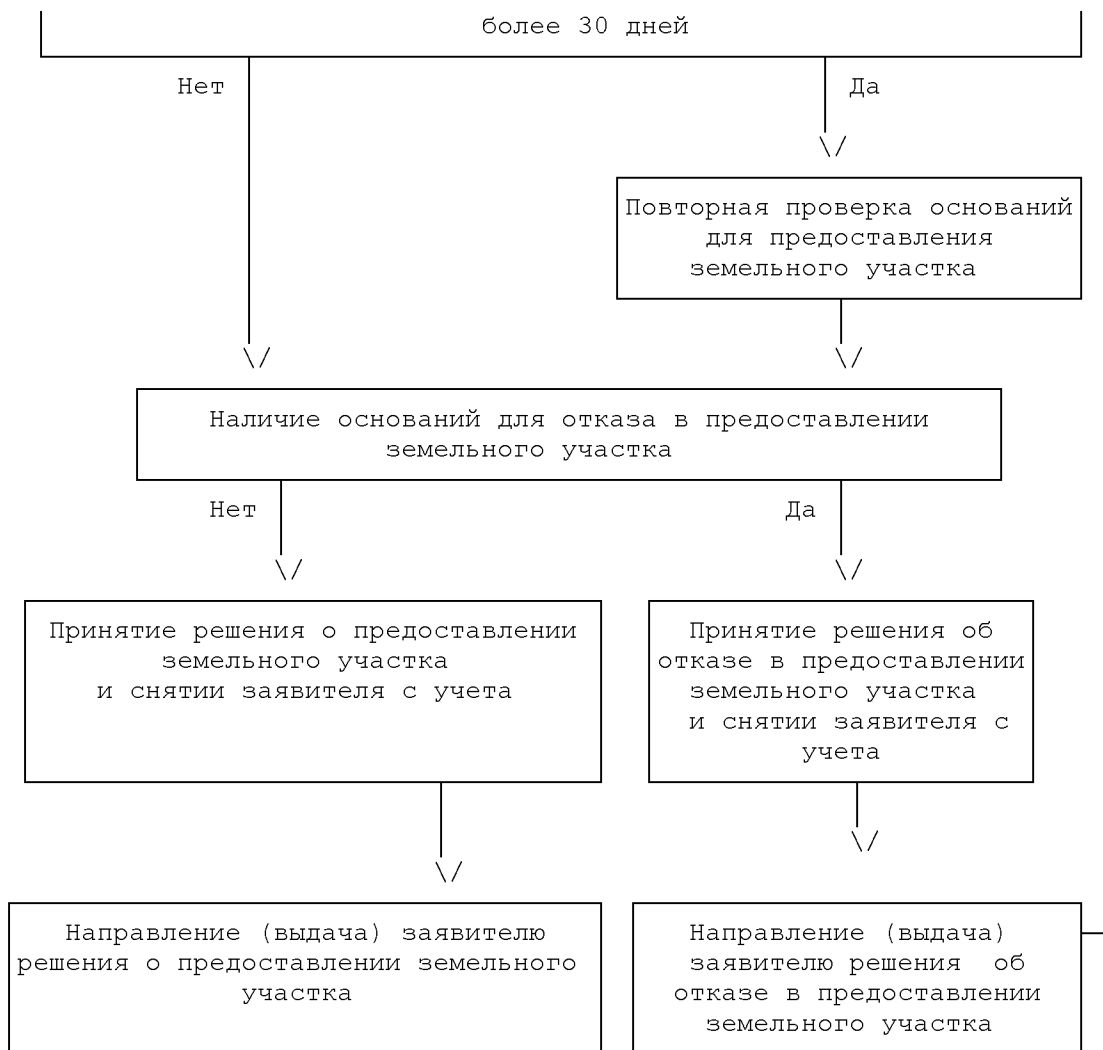 более 30 дней
Нет
Да
Повторная проверка оснований
для предоставления
земельного участка
Наличие оснований для отказа в предоставлении
земельного участка
Нет
Да
Принятие решения о предоставлении
земельного участка
и снятии заявителя с учета
Принятие решения об
отказе в предоставлении
земельного участка
и снятии заявителя с
учета
Направление (выдача) заявителю
решения о предоставлении земельного
участка
Направление (выдача)
заявителю решения об
отказе в предоставлении
земельного участка